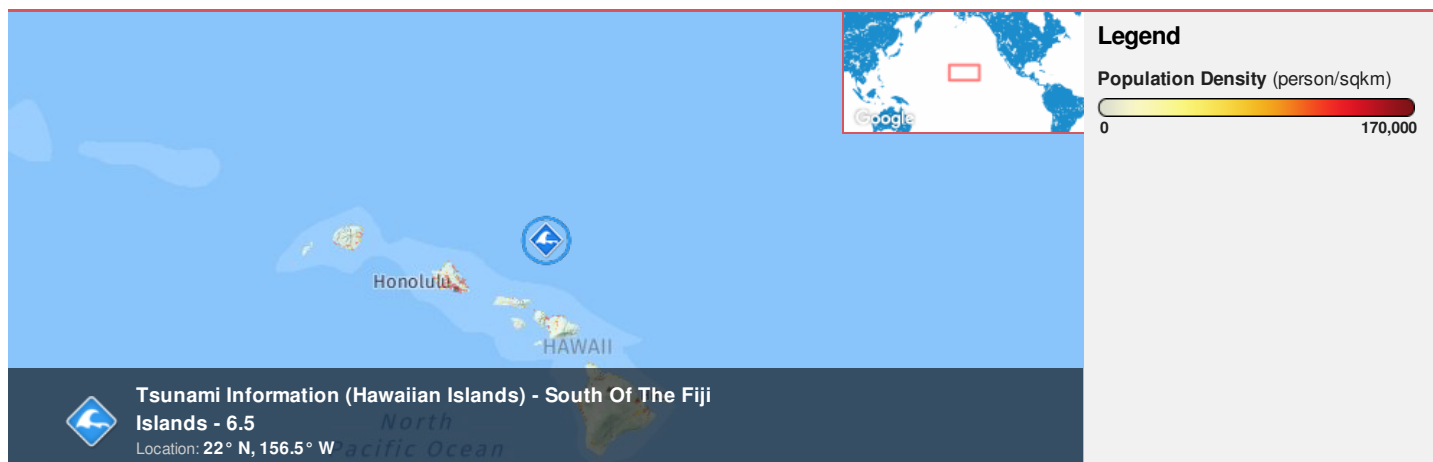 Google
Honolulu
HAWAII
North
Pacific Ocean
Tsunami Information (Hawaiian Islands) - South Of The Fiji
Islands - 6.5
Location: 22° N, 156.5° W
Legend
Population Density (person/sqkm)
0 170,000